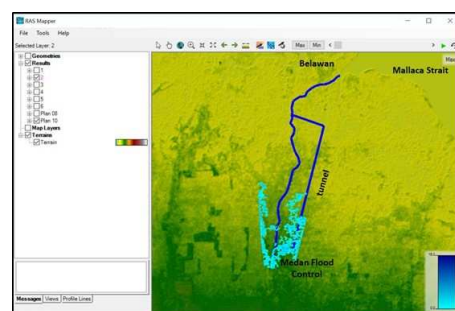 RAS Mapper
File Tools Help
Selected Layer: 2
Max Min
Geometries
Results
1
2
3
4
5
6
Plan 08
Plan 10
Map Layers
Terrains
Terrain
Messages Views Profile Lines
Belawan
Mallaca Strait
Max
tunnel
Medan Flood
Control